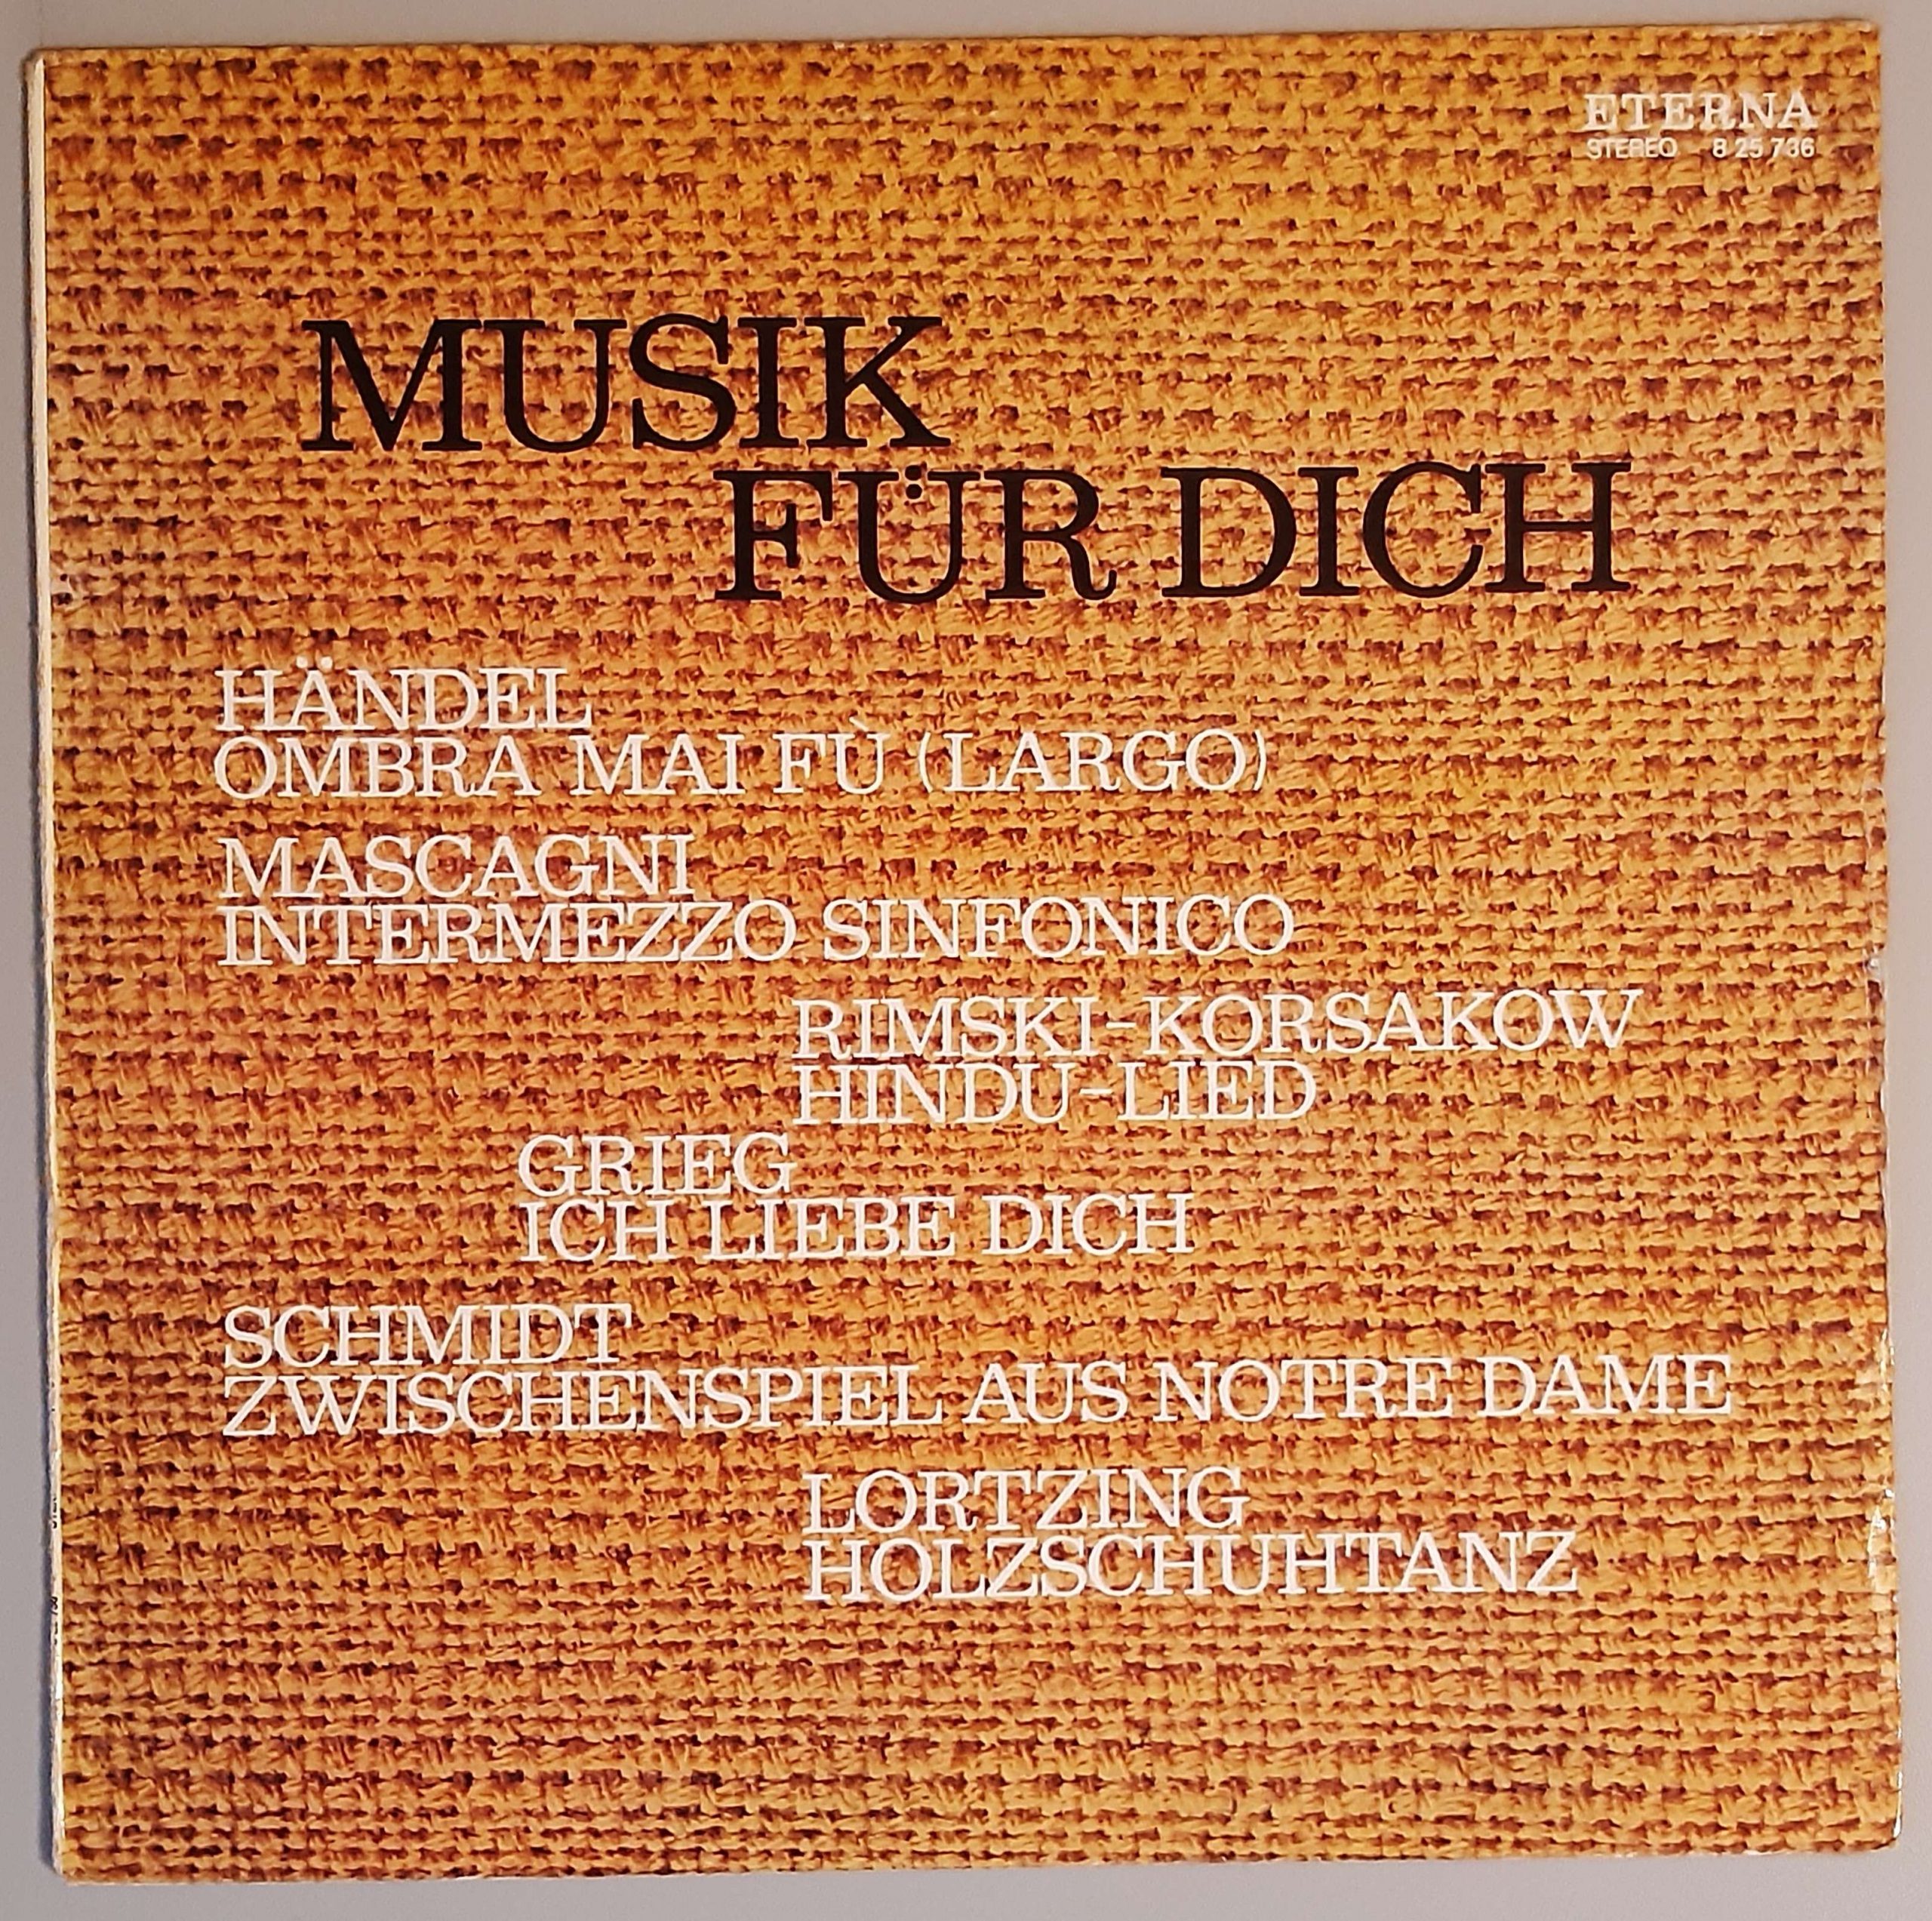 ETERNA
STEREO 8 25 736
MUSIK
FÜR DICH
HÄNDEL
OMBRA MAI FÙ (LARGO)
MASCAGNI
INTERMEZZO SINFONICO
RIMSKI-KORSAKOW
HINDU-LIED
GRIEG
ICH LIEBE DICH
SCHMIDT
ZWISCHENSPIEL AUS NOTRE DAME
LORTZING
HOLZSCHUHTANZ